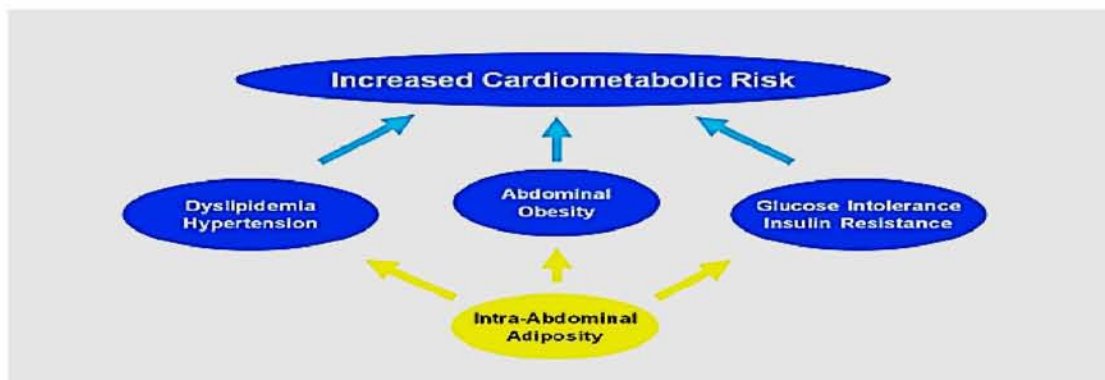 Increased Cardiometabolic Risk
Dyslipidemia
Hypertension
Abdominal
Obesity
Glucose Intolerance
Insulin Resistance
Intra-Abdominal
Adiposity